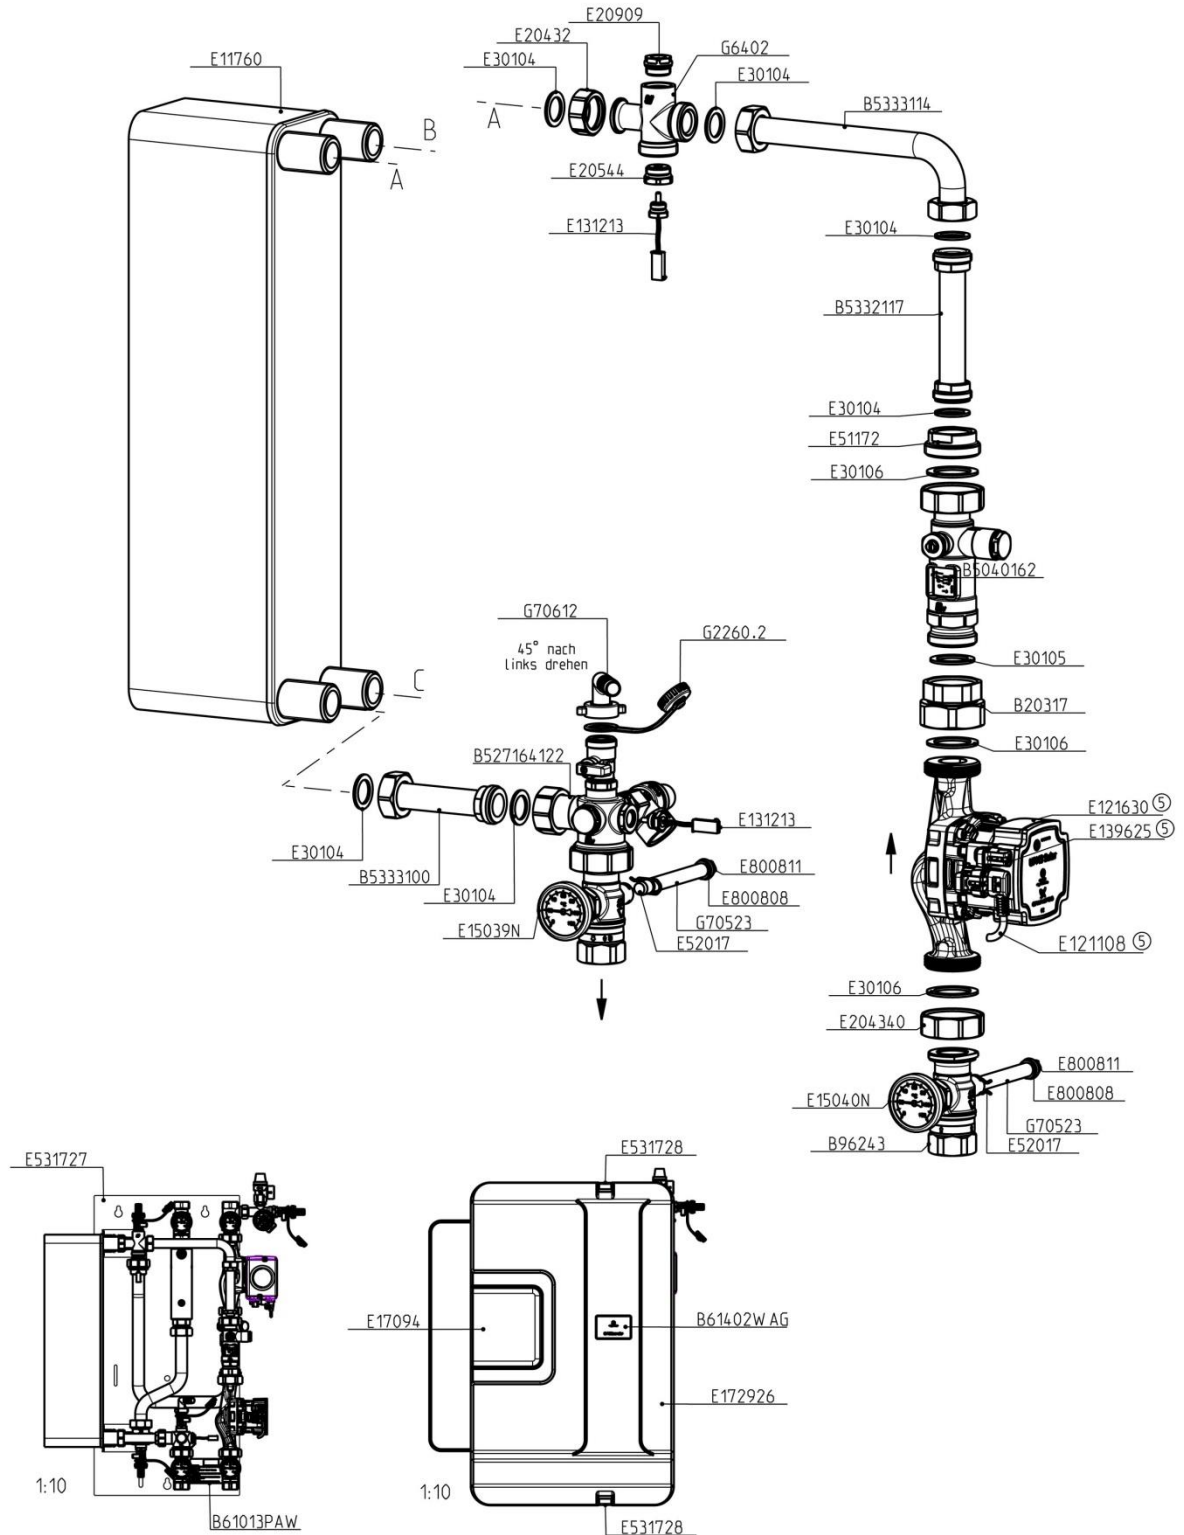 E20909
E20432
G6402
E11760
E30104
E30104
B5333114
A
B
A
E20544
E131213
E30104
B5332117
E30104
E51172
E30106
B5040162
G70612
G2260.2
45° nach
links drehen
E30105
C
B20317
E30106
B527164122
E121630 ⑤
E131213
E139625 ⑤
E30104
E800811
B5333100
E800808
E30104
G70523
E15039N
E52017
E121108 ⑤
E30106
E204340
E800811
E15040N
E800808
G70523
B96243
E52017
E531727
E531728
E17094
B61402WAG
E172926
1:10
1:10
B61013PAW
E531728